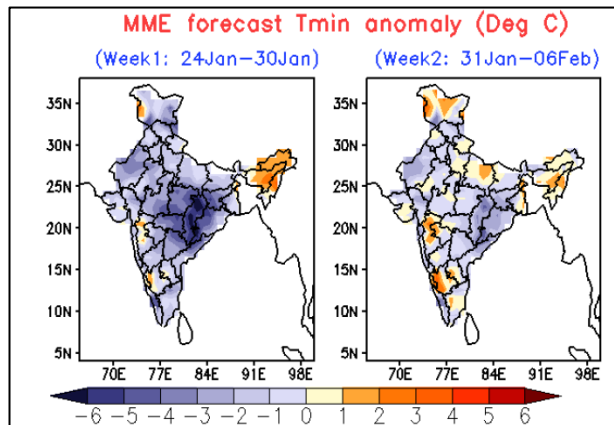 MME forecast Tmin anomaly (Deg C)
(Week1: 24Jan–30Jan) (Week2: 31Jan–06Feb)
35N 35N
30N 30N
25N 25N
20N 20N
15N 15N
10N 10N
5N 5N
70E 77E 84E 91E 98E 70E 77E 84E 91E 98E
−6 −5 −4 −3 −2 −1 0 1 2 3 4 5 6